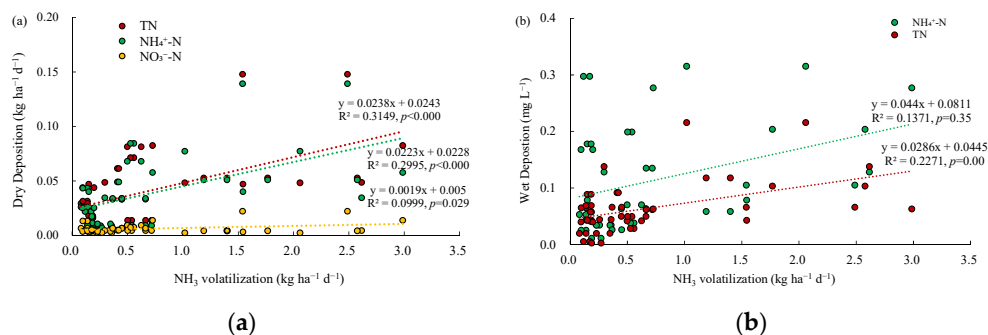 (a)
TN
NH₄⁺-N
NO₃⁻-N
Dry Deposition (kg ha⁻¹ d⁻¹)
0.20
0.15
0.10
0.05
0.00
y = 0.0238x + 0.0243
R² = 0.3149, p<0.000
y = 0.0223x + 0.0228
R² = 0.2995, p<0.000
y = 0.0019x + 0.005
R² = 0.0999, p=0.029
0.0 0.5 1.0 1.5 2.0 2.5 3.0 3.5
NH₃ volatilization (kg ha⁻¹ d⁻¹)
(a)
(b)
NH₄⁺-N
TN
Wet Deposition (mg L⁻¹)
0.4
0.3
0.2
0.1
0.0
y = 0.044x + 0.0811
R² = 0.1371, p=0.35
y = 0.0286x + 0.0445
R² = 0.2271, p=0.00
0.0 0.5 1.0 1.5 2.0 2.5 3.0 3.5
NH₃ volatilization (kg ha⁻¹ d⁻¹)
(b)